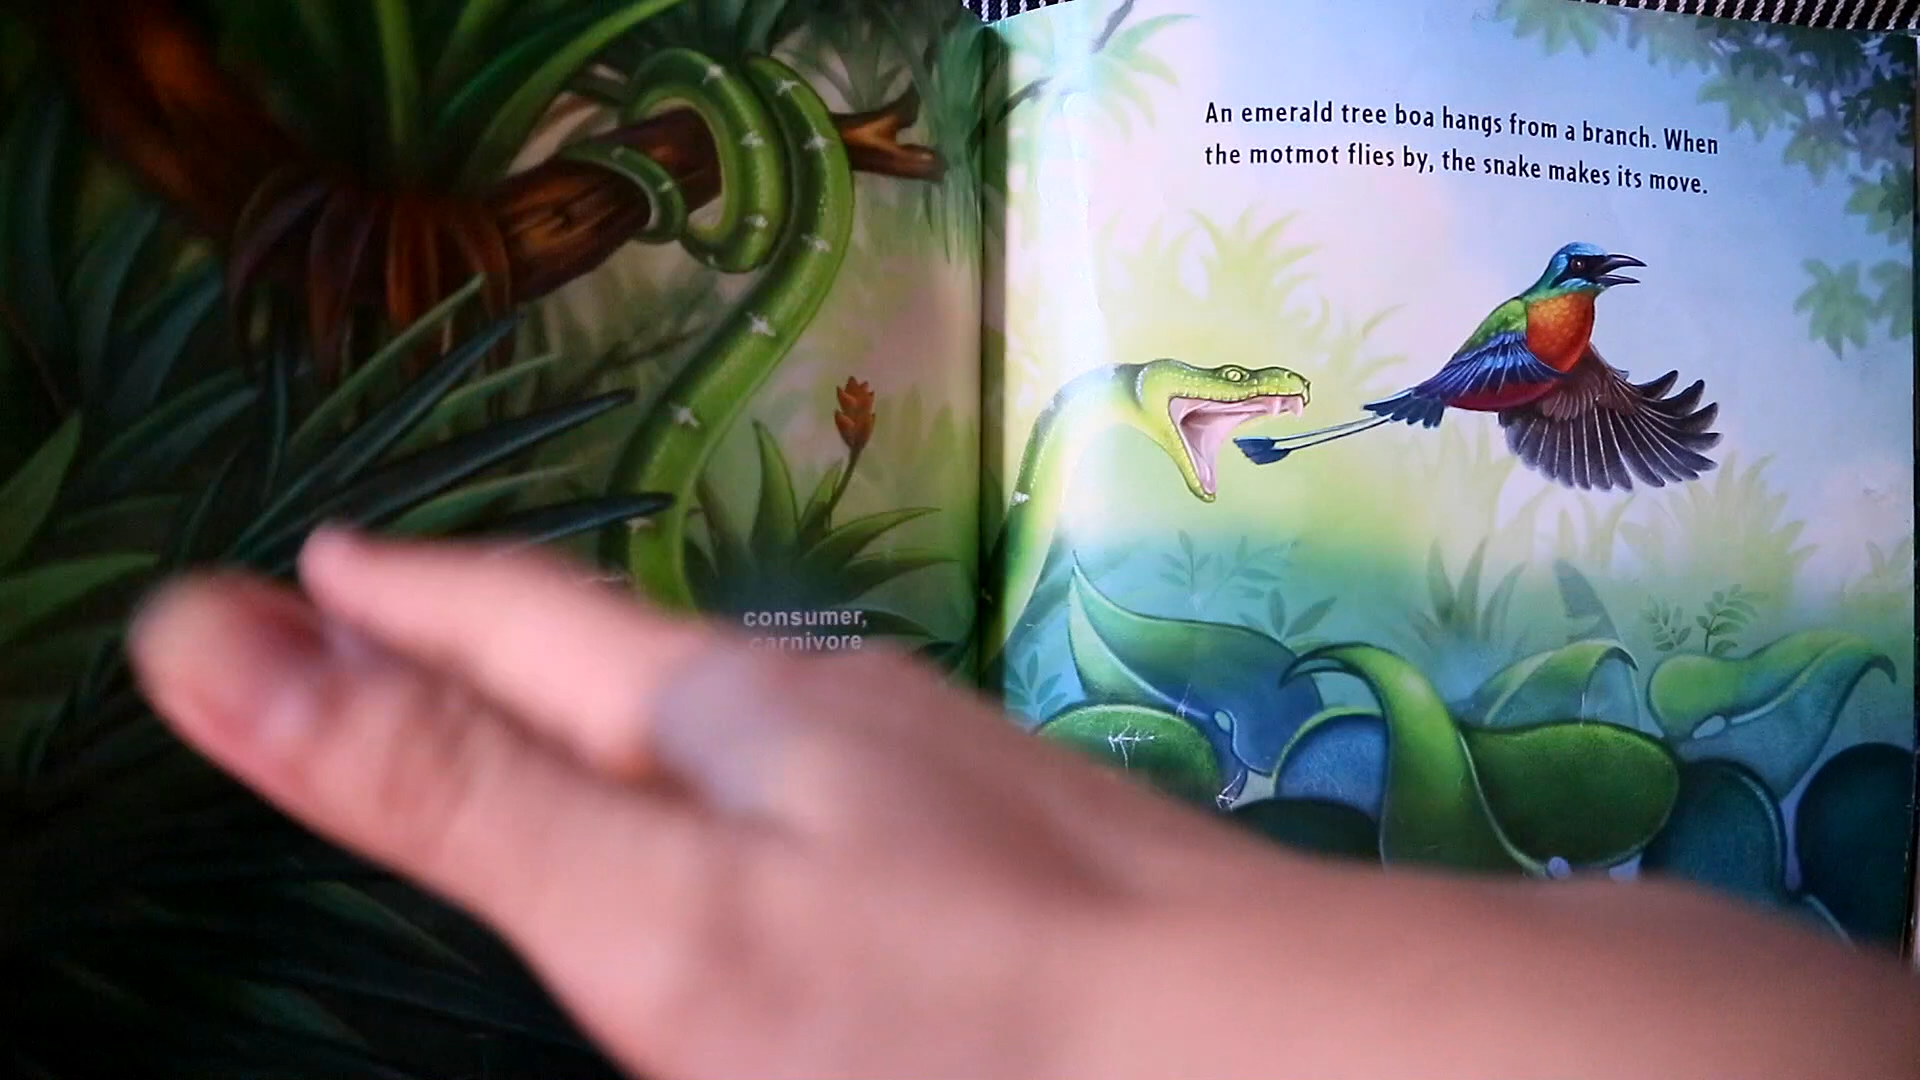 An emerald tree boa hangs from a branch. When
the motmot flies by, the snake makes its move.
consumer,
carnivore